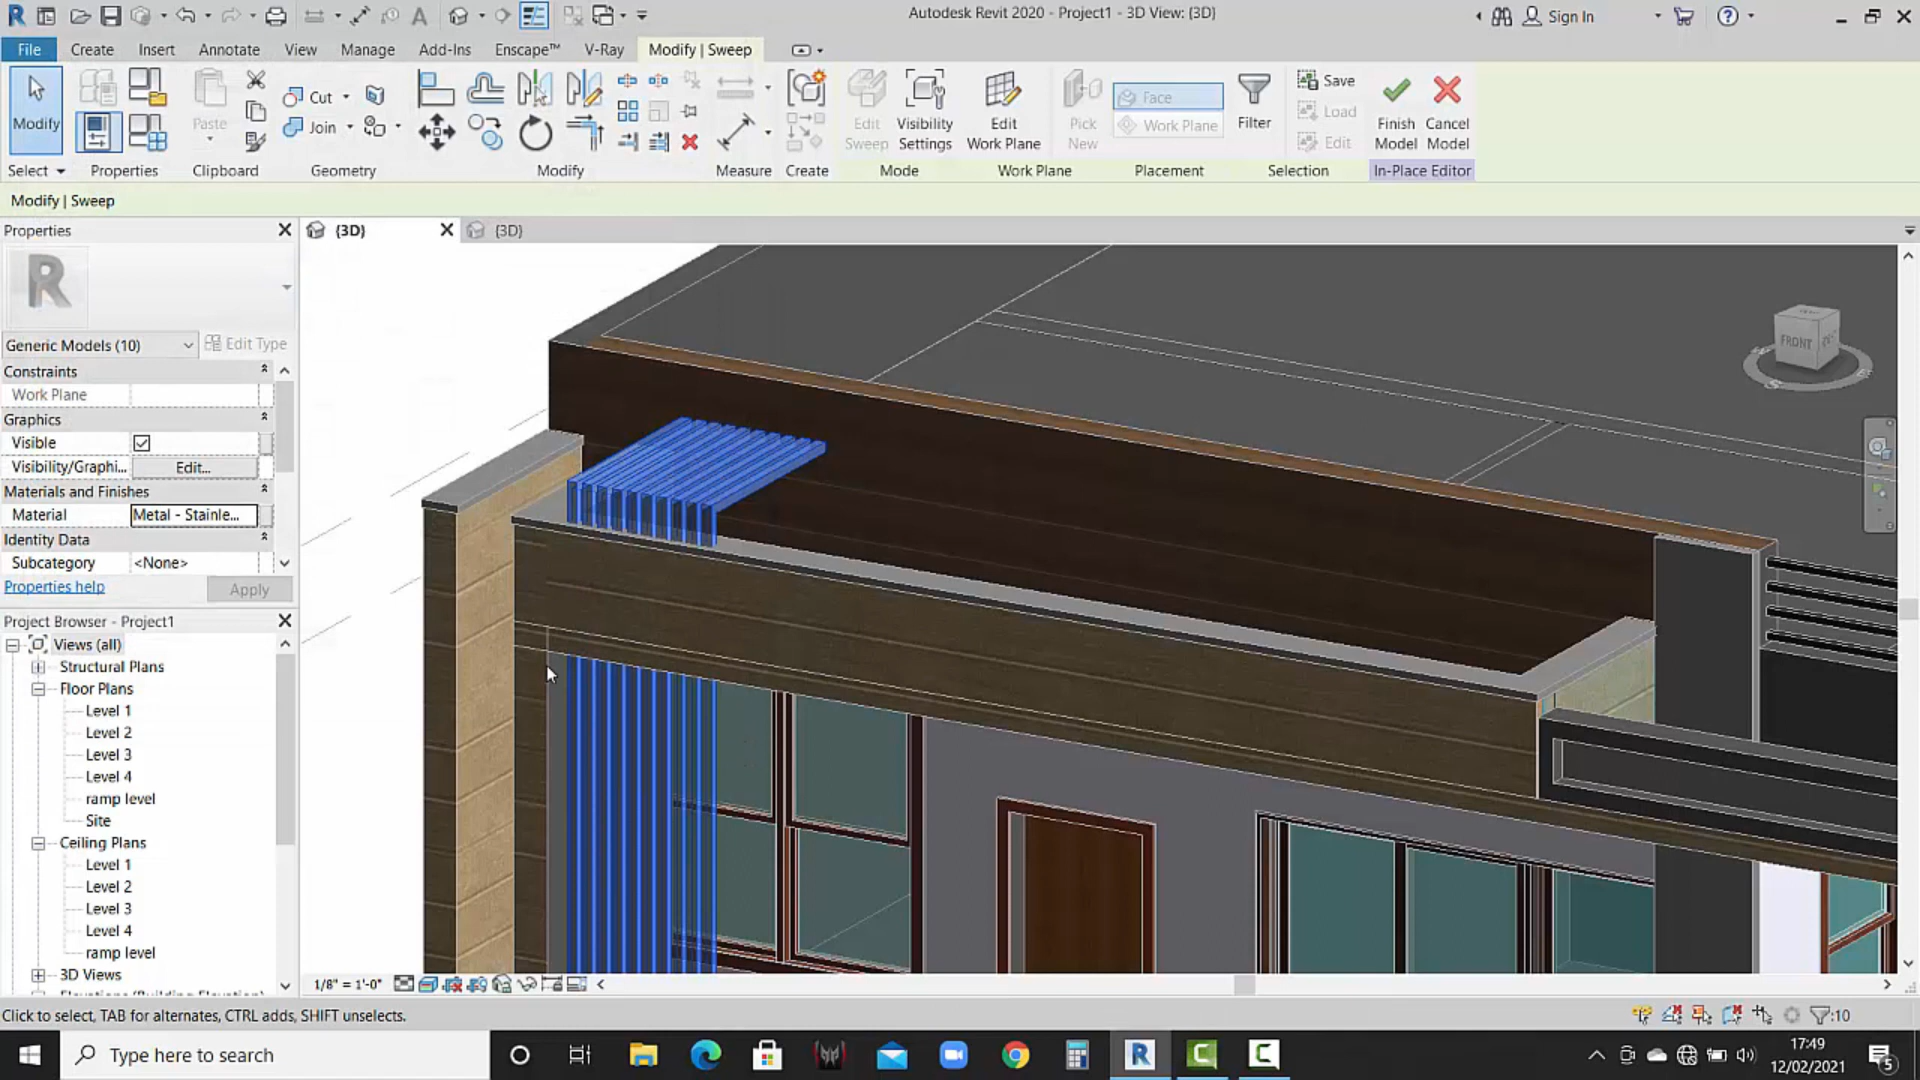 Autodesk Revit 2020 - Project1 - 3D View: {3D}
Sign In
File Create Insert Annotate View Manage Add-Ins Enscape™ V-Ray Modify | Sweep
Modify
Paste
Cut
Join
Edit Sweep
Visibility Settings
Edit Work Plane
Pick New
Face
Work Plane
Filter
Save
Load
Edit
Finish Model
Cancel Model
Select Properties Clipboard Geometry Modify Measure Create Mode Work Plane Placement Selection In-Place Editor
Modify | Sweep
Properties
{3D}
{3D}
R
Generic Models (10)
Edit Type
Constraints
Work Plane
Graphics
Visible
Visibility/Graphi... Edit...
Materials and Finishes
Material Metal - Stainle...
Identity Data
Subcategory <None>
Properties help
Apply
FRONT
Project Browser - Project1
Views (all)
Structural Plans
Floor Plans
Level 1
Level 2
Level 3
Level 4
ramp level
Site
Ceiling Plans
Level 1
Level 2
Level 3
Level 4
ramp level
3D Views
Elevations (Building Elevation)
1/8" = 1'-0"
Click to select, TAB for alternates, CTRL adds, SHIFT unselects.
:10
Type here to search
17:49
12/02/2021
5